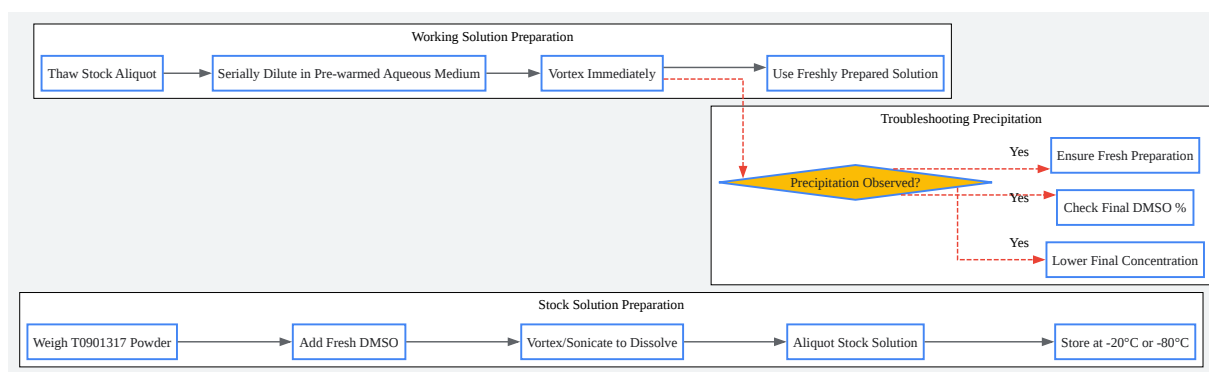 Working Solution Preparation
Thaw Stock Aliquot
Serially Dilute in Pre-warmed Aqueous Medium
Vortex Immediately
Use Freshly Prepared Solution
Troubleshooting Precipitation
Precipitation Observed?
Yes
Ensure Fresh Preparation
Yes
Check Final DMSO %
Yes
Lower Final Concentration
Stock Solution Preparation
Weigh T0901317 Powder
Add Fresh DMSO
Vortex/Sonicate to Dissolve
Aliquot Stock Solution
Store at -20°C or -80°C